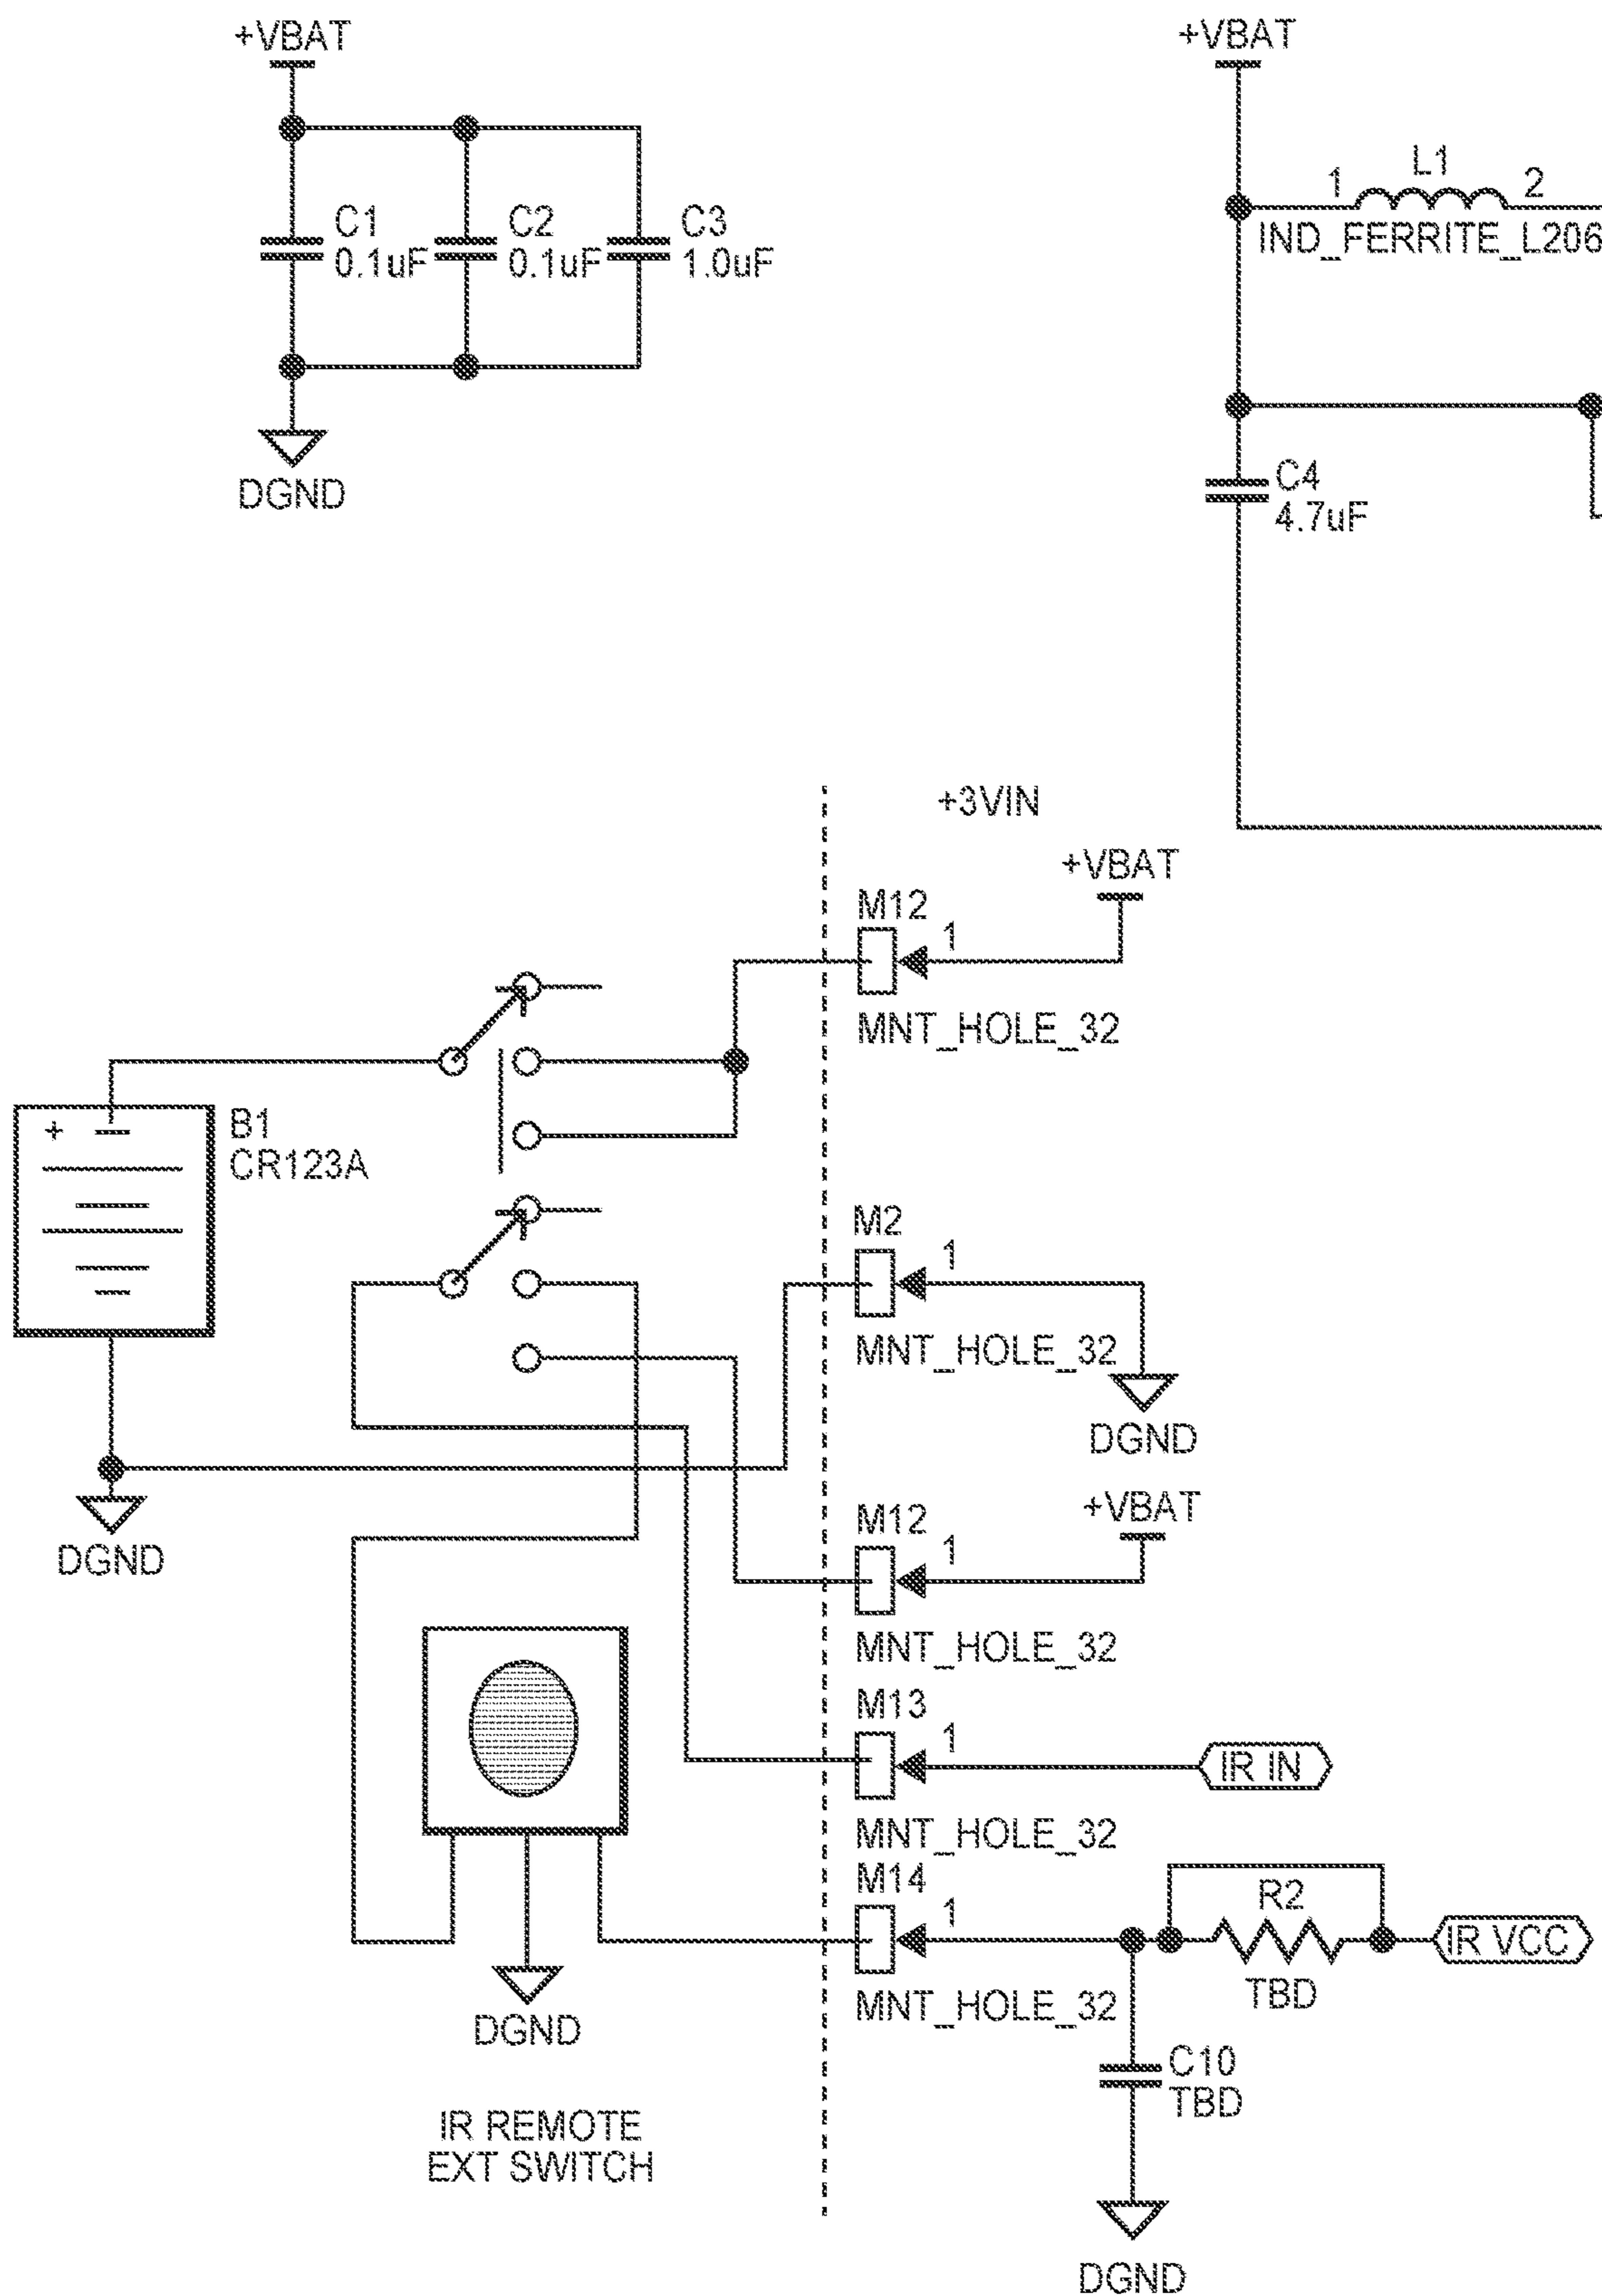 +VBAT
C1
0.1uF
C2
0.1uF
C3
1.0uF
DGND
+VBAT
1
L1
2
IND_FERRITE_L206
C4
4.7uF
+3VIN
+VBAT
M12
1
MNT_HOLE_32
+
B1
CR123A
M2
1
MNT_HOLE_32
DGND
DGND
+VBAT
M12
1
MNT_HOLE_32
M13
1
IR IN
MNT_HOLE_32
M14
1
R2
IR VCC
TBD
MNT_HOLE_32
DGND
C10
TBD
IR REMOTE
EXT SWITCH
DGND